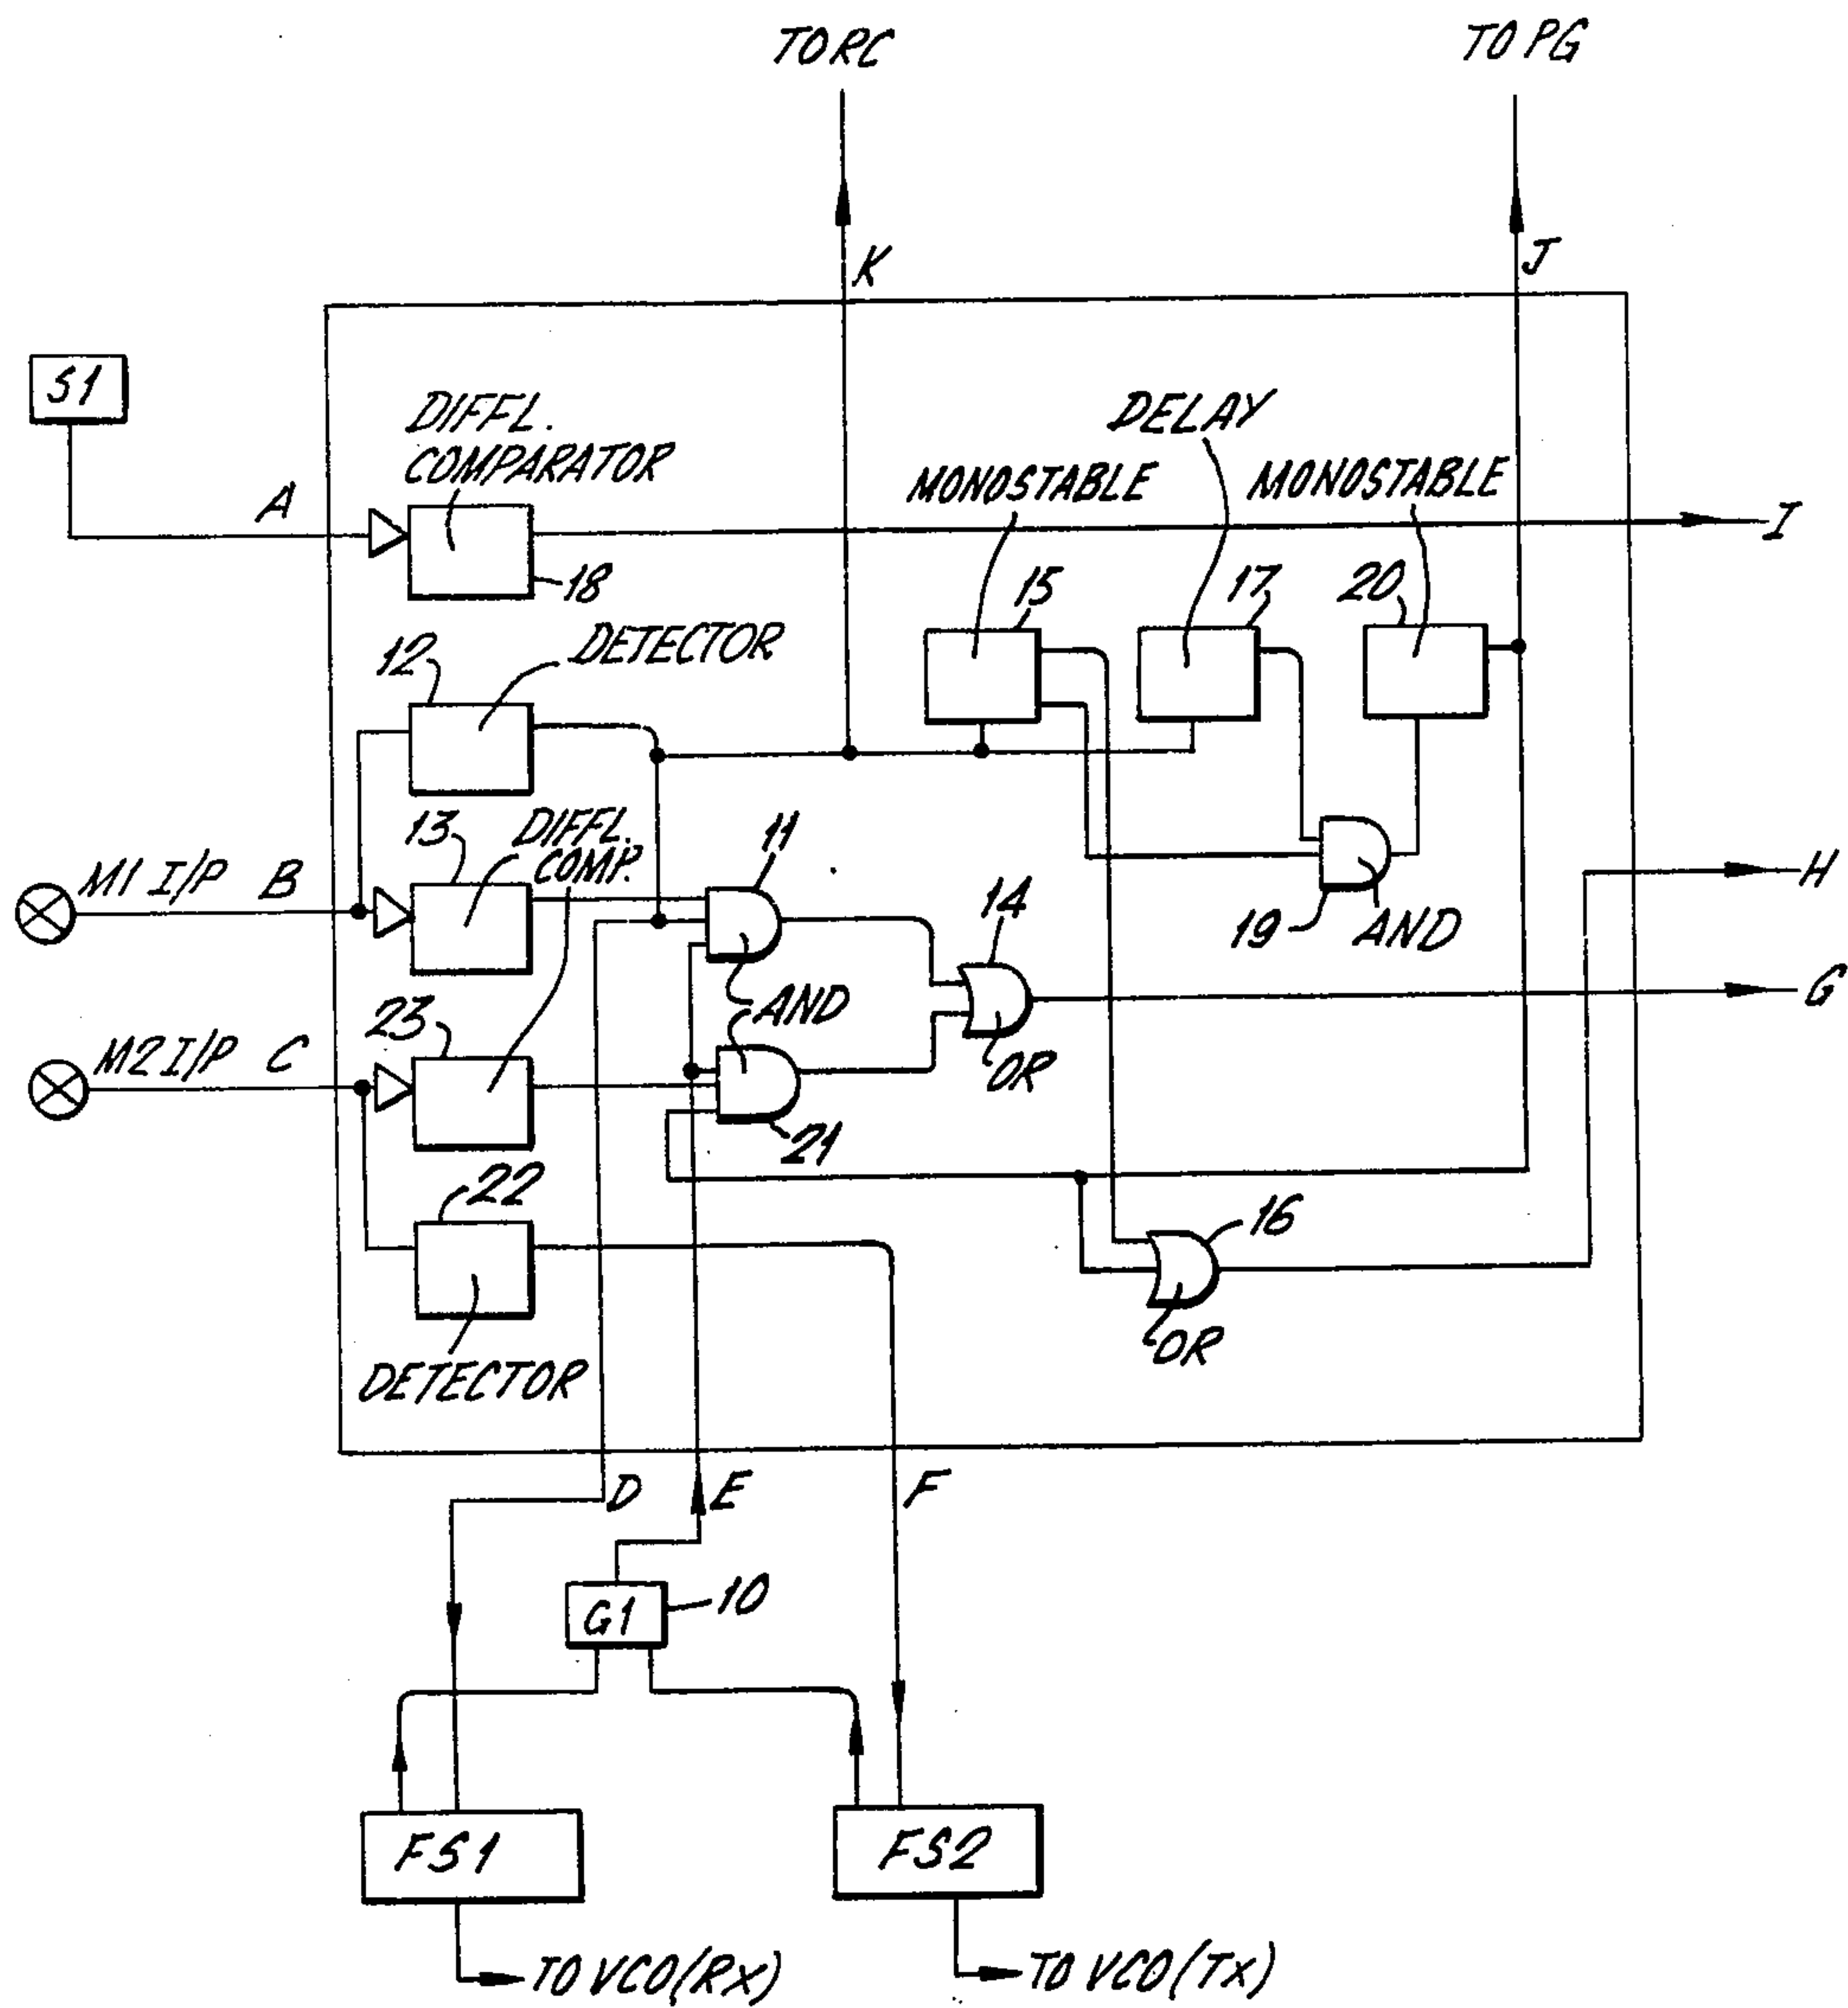 TO RC
TO PG
K
J
S1
DIFFL.
COMPARATOR
DELAY
MONOSTABLE
MONOSTABLE
A
I
18
15
17
20
12
DETECTOR
13
DIFFL.
COMP.
11
M1 I/P B
14
19
AND
H
AND
G
23
M2 I/P C
OR
21
22
16
OR
DETECTOR
D
E
F
G1
10
FS1
FS2
TO VCO (RX)
TO VCO (TX)